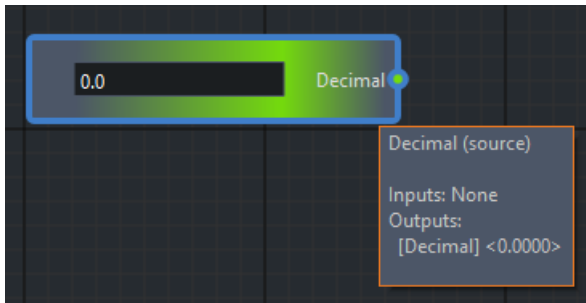 0.0
Decimal
Decimal (source)
Inputs: None
Outputs:
[Decimal] <0.0000>